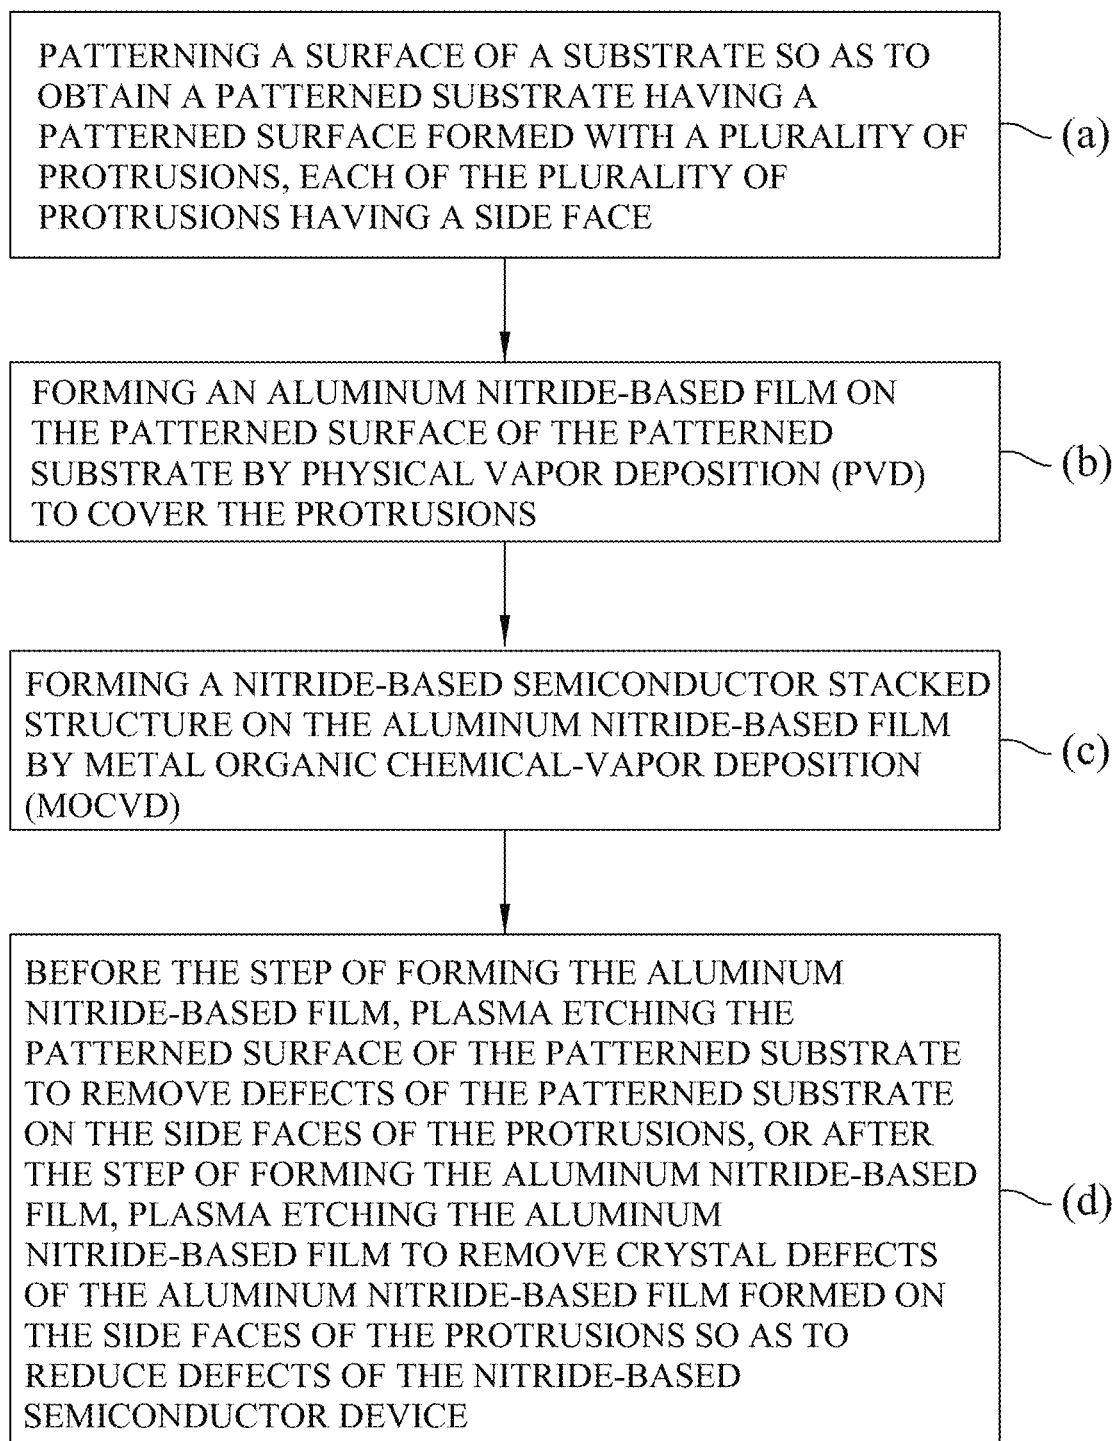 PATTERNING A SURFACE OF A SUBSTRATE SO AS TO
OBTAIN A PATTERNED SUBSTRATE HAVING A
PATTERNED SURFACE FORMED WITH A PLURALITY OF
PROTRUSIONS, EACH OF THE PLURALITY OF
PROTRUSIONS HAVING A SIDE FACE
(a)
FORMING AN ALUMINUM NITRIDE-BASED FILM ON
THE PATTERNED SURFACE OF THE PATTERNED
SUBSTRATE BY PHYSICAL VAPOR DEPOSITION (PVD)
TO COVER THE PROTRUSIONS
(b)
FORMING A NITRIDE-BASED SEMICONDUCTOR STACKED
STRUCTURE ON THE ALUMINUM NITRIDE-BASED FILM
BY METAL ORGANIC CHEMICAL-VAPOR DEPOSITION
(MOCVD)
(c)
BEFORE THE STEP OF FORMING THE ALUMINUM
NITRIDE-BASED FILM, PLASMA ETCHING THE
PATTERNED SURFACE OF THE PATTERNED SUBSTRATE
TO REMOVE DEFECTS OF THE PATTERNED SUBSTRATE
ON THE SIDE FACES OF THE PROTRUSIONS, OR AFTER
THE STEP OF FORMING THE ALUMINUM NITRIDE-BASED
FILM, PLASMA ETCHING THE ALUMINUM
NITRIDE-BASED FILM TO REMOVE CRYSTAL DEFECTS
OF THE ALUMINUM NITRIDE-BASED FILM FORMED ON
THE SIDE FACES OF THE PROTRUSIONS SO AS TO
REDUCE DEFECTS OF THE NITRIDE-BASED
SEMICONDUCTOR DEVICE
(d)